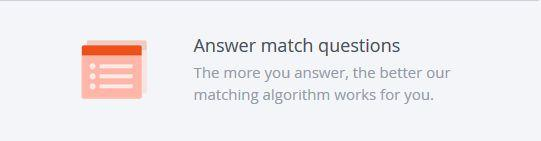 Answer match questions
The more you answer, the better our
matching algorithm works for you.